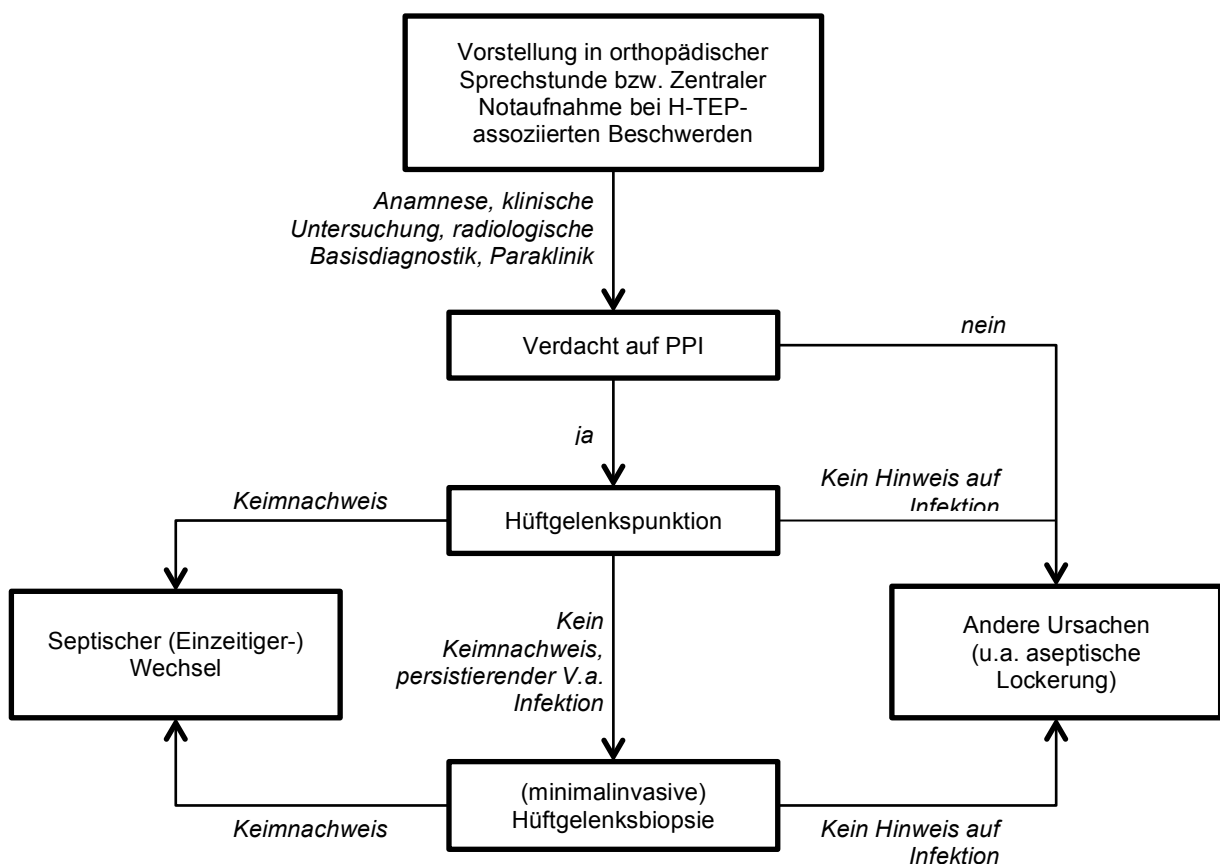 Vorstellung in orthopädischer
Sprechstunde bzw. Zentraler
Notaufnahme bei H-TEP-
assoziierten Beschwerden
Anamnese, klinische
Untersuchung, radiologische
Basisdiagnostik, Paraklinik
Verdacht auf PPI
nein
ja
Keimnachweis
Hüftgelenkspunktion
Kein Hinweis auf
Infektion
Septischer (Einzeitiger-)
Wechsel
Kein
Keimnachweis,
persistierender V.a.
Infektion
Andere Ursachen
(u.a. aseptische
Lockerung)
Keimnachweis
(minimalinvasive)
Hüftgelenksbiopsie
Kein Hinweis auf
Infektion